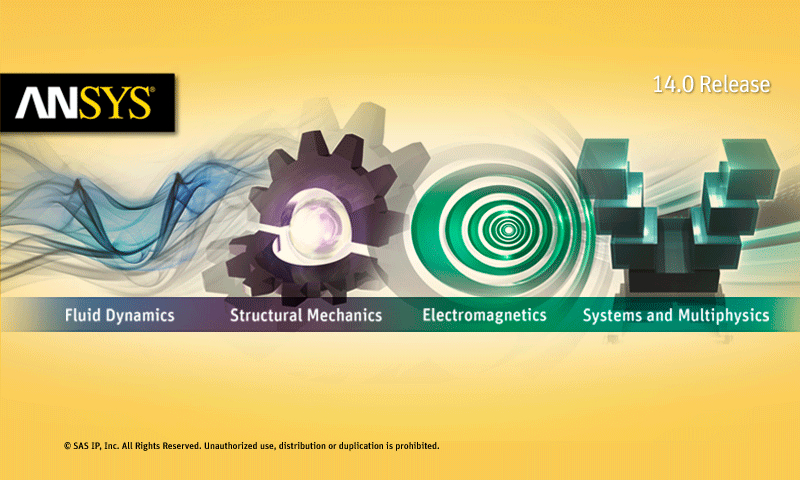 ANSYS®
14.0 Release
Fluid Dynamics
Structural Mechanics
Electromagnetics
Systems and Multiphysics
© SAS IP, Inc. All Rights Reserved. Unauthorized use, distribution or duplication is prohibited.